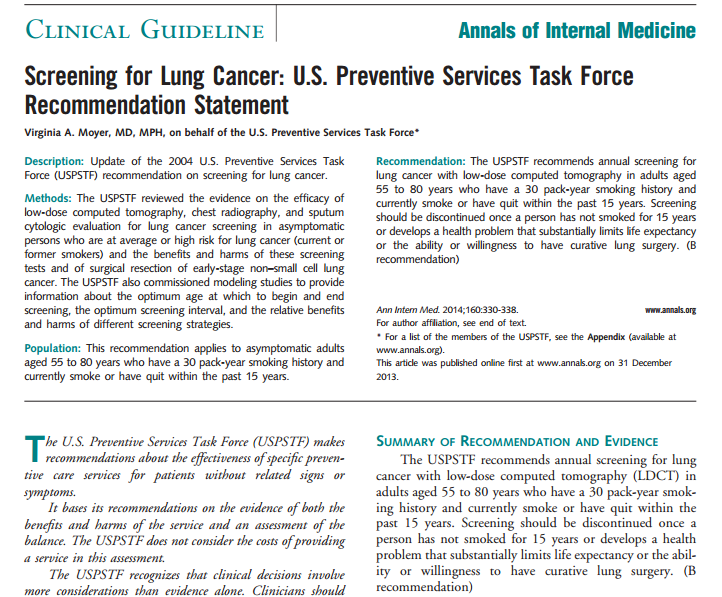 CLINICAL GUIDELINE
Annals of Internal Medicine
Screening for Lung Cancer: U.S. Preventive Services Task Force
Recommendation Statement
Virginia A. Moyer, MD, MPH, on behalf of the U.S. Preventive Services Task Force*
Description: Update of the 2004 U.S. Preventive Services Task
Force (USPSTF) recommendation on screening for lung cancer.
Methods: The USPSTF reviewed the evidence on the efficacy of
low-dose computed tomography, chest radiography, and sputum
cytologic evaluation for lung cancer screening in asymptomatic
persons who are at average or high risk for lung cancer (current or
former smokers) and the benefits and harms of these screening
tests and of surgical resection of early-stage non–small cell lung
cancer. The USPSTF also commissioned modeling studies to provide
information about the optimum age at which to begin and end
screening, the optimum screening interval, and the relative benefits
and harms of different screening strategies.
Population: This recommendation applies to asymptomatic adults
aged 55 to 80 years who have a 30 pack-year smoking history and
currently smoke or have quit within the past 15 years.
Recommendation: The USPSTF recommends annual screening for
lung cancer with low-dose computed tomography in adults aged
55 to 80 years who have a 30 pack-year smoking history and
currently smoke or have quit within the past 15 years. Screening
should be discontinued once a person has not smoked for 15 years
or develops a health problem that substantially limits life expectancy
or the ability or willingness to have curative lung surgery. (B
recommendation)
Ann Intern Med. 2014;160:330-338. www.annals.org
For author affiliation, see end of text.
* For a list of the members of the USPSTF, see the Appendix (available at
www.annals.org).
This article was published online first at www.annals.org on 31 December
2013.
The U.S. Preventive Services Task Force (USPSTF) makes
recommendations about the effectiveness of specific preven-
tive care services for patients without related signs or
symptoms.
It bases its recommendations on the evidence of both the
benefits and harms of the service and an assessment of the
balance. The USPSTF does not consider the costs of providing
a service in this assessment.
The USPSTF recognizes that clinical decisions involve
more considerations than evidence alone. Clinicians should
SUMMARY OF RECOMMENDATION AND EVIDENCE
The USPSTF recommends annual screening for lung
cancer with low-dose computed tomography (LDCT) in
adults aged 55 to 80 years who have a 30 pack-year smok-
ing history and currently smoke or have quit within the
past 15 years. Screening should be discontinued once a
person has not smoked for 15 years or develops a health
problem that substantially limits life expectancy or the abil-
ity or willingness to have curative lung surgery. (B
recommendation)